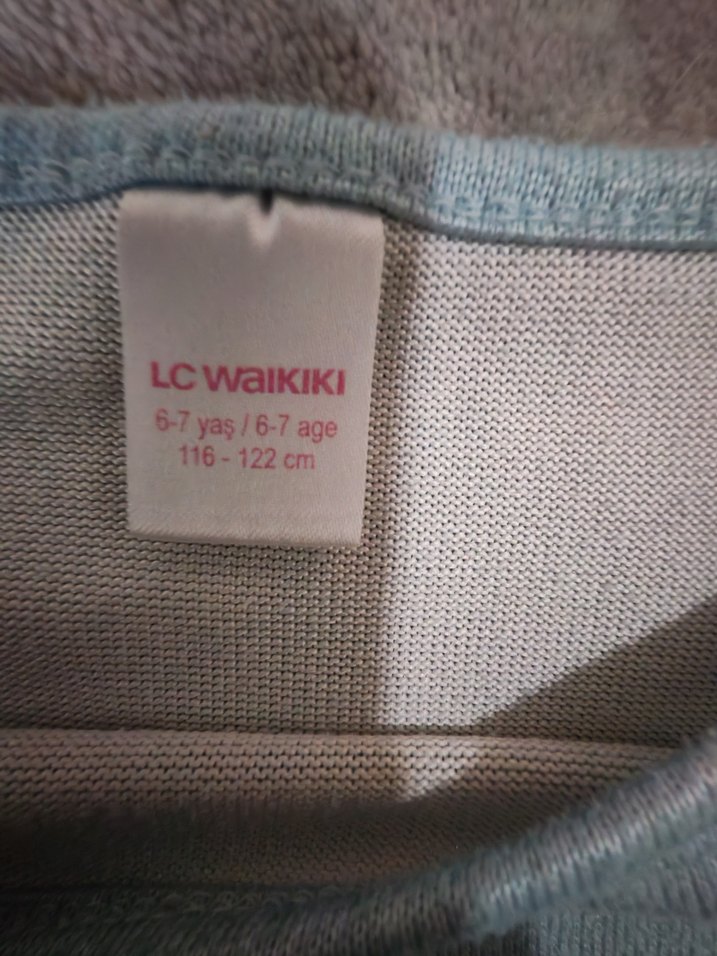 LC WAIKIKI
6-7 yaş / 6-7 age
116 - 122 cm